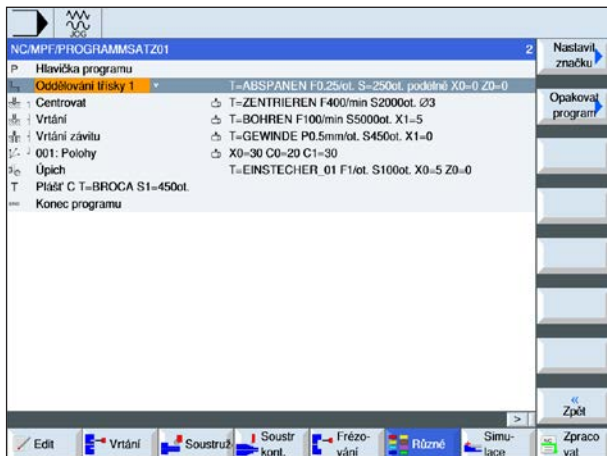 JOG
NC/MPF/PROGRAMMSATZ01 2
P Hlavička programu
Oddělování třísky 1 T=ABSPANEN F0.25/ot. S=250ot. podélné X0=0 Z0=0
Centrovat T=ZENTRIEREN F400/min S2000ot. Ø3
Vrtání T=BOHREN F100/min S5000ot. X1=5
Vrtání závitu T=GEWINDE P0.5mm/ot. S450ot. X1=0
001: Polohy X0=30 C0=20 C1=30
Úpich T=EINSTECHER_01 F1/ot. S100ot. X0=5 Z0=0
T Plášť C T=BROCA S1=450ot.
END Konec programu
Nastavit
značku
Opakovat
program
«
Zpět
>
Edit
Vrtání
Soustruž
Soustr
kont.
Frézo-
vání
Různé
Simu-
lace
Zpraco
vat